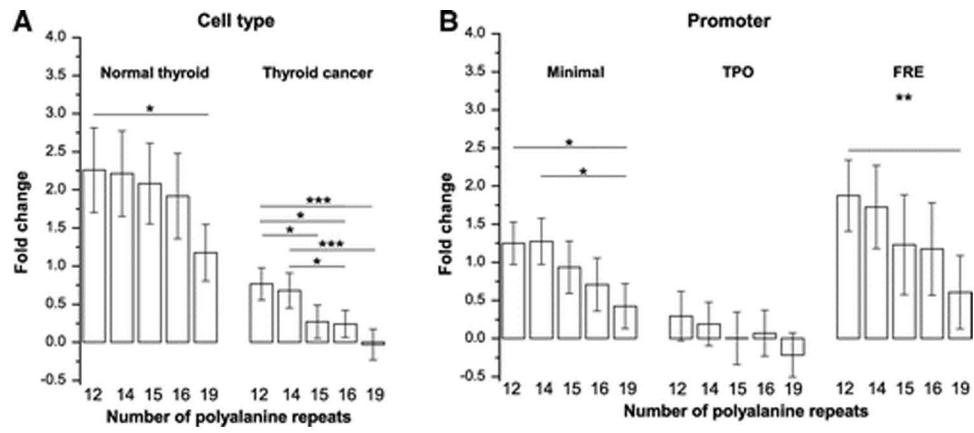 A
Cell type
4.0
3.5
3.0
2.5
2.0
1.5
1.0
0.5
0.0
-0.5
Fold change
Normal thyroid
Thyroid cancer
*
***
*
*
***
*
12 14 15 16 19 12 14 15 16 19
Number of polyalanine repeats
B
Promoter
4.0
3.5
3.0
2.5
2.0
1.5
1.0
0.5
0.0
-0.5
Fold change
Minimal TPO FRE
**
*
*
12 14 15 16 19 12 14 15 16 19 12 14 15 16 19
Number of polyalanine repeats